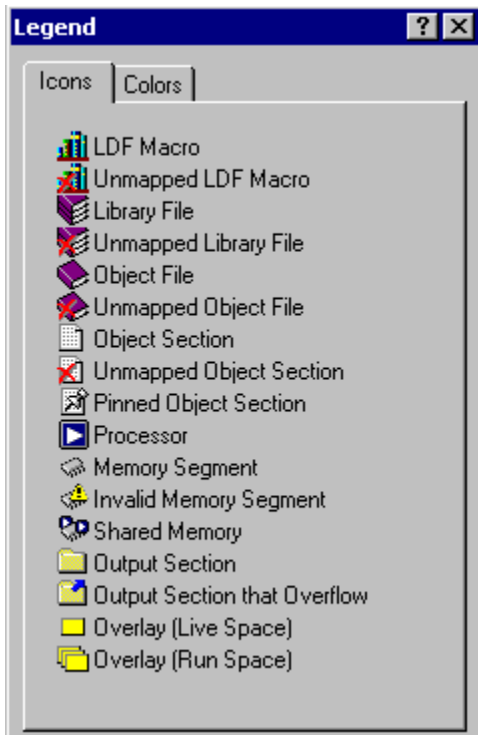 Legend
Icons Colors
LDF Macro
Unmapped LDF Macro
Library File
Unmapped Library File
Object File
Unmapped Object File
Object Section
Unmapped Object Section
Pinned Object Section
Processor
Memory Segment
Invalid Memory Segment
Shared Memory
Output Section
Output Section that Overflow
Overlay (Live Space)
Overlay (Run Space)